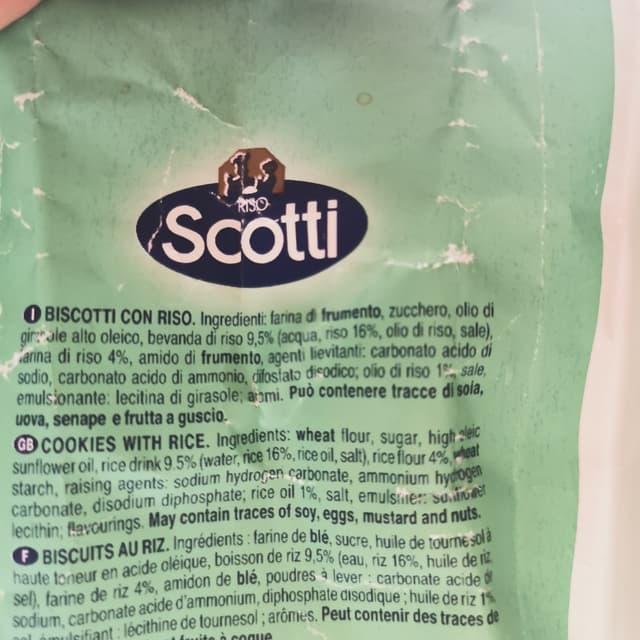 RISO
Scotti
I BISCOTTI CON RISO. Ingredienti: farina di frumento, zucchero, olio di
girasole alto oleico, bevanda di riso 9,5% (acqua, riso 16%, olio di riso, sale),
farina di riso 4%, amido di frumento, agenti lievitanti: carbonato acido di
sodio, carbonato acido di ammonio, difosfato disodico; olio di riso 1%, sale,
emulsionante: lecitina di girasole; aromi. Può contenere tracce di soia,
uova, senape e frutta a guscio.
GB COOKIES WITH RICE. Ingredients: wheat flour, sugar, high oleic
sunflower oil, rice drink 9.5% (water, rice 16%, rice oil, salt), rice flour 4%, wheat
starch, raising agents: sodium hydrogen carbonate, ammonium hydrogen
carbonate, disodium diphosphate; rice oil 1%, salt, emulsifier: sunflower
lecithin; flavourings. May contain traces of soy, eggs, mustard and nuts.
F BISCUITS AU RIZ. Ingrédients : farine de blé, sucre, huile de tournesol à
haute teneur en acide oléique, boisson de riz 9,5% (eau, riz 16%, huile de riz,
sel), farine de riz 4%, amidon de blé, poudres à lever : carbonate acide de
sodium, carbonate acide d'ammonium, diphosphate disodique ; huile de riz 1%,
sel, émulsifiant : lécithine de tournesol ; arômes. Peut contenir des traces de
fruits à coque